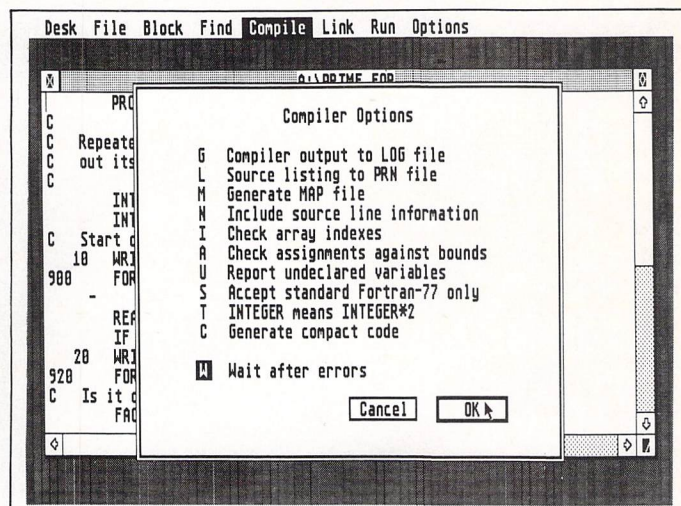 Desk File Block Find Compile Link Run Options
A:\PRIME.FOR
Compiler Options
G Compiler output to LOG file
L Source listing to PRN file
M Generate MAP file
N Include source line information
I Check array indexes
A Check assignments against bounds
U Report undeclared variables
S Accept standard Fortran-77 only
T INTEGER means INTEGER*2
C Generate compact code
W Wait after errors
Cancel OK
PRO
C
C Repeate
C out its
C
INT
INT
C Start o
10 WRI
900 FOR
-
REA
IF
20 WRI
920 FOR
C Is it o
FAC